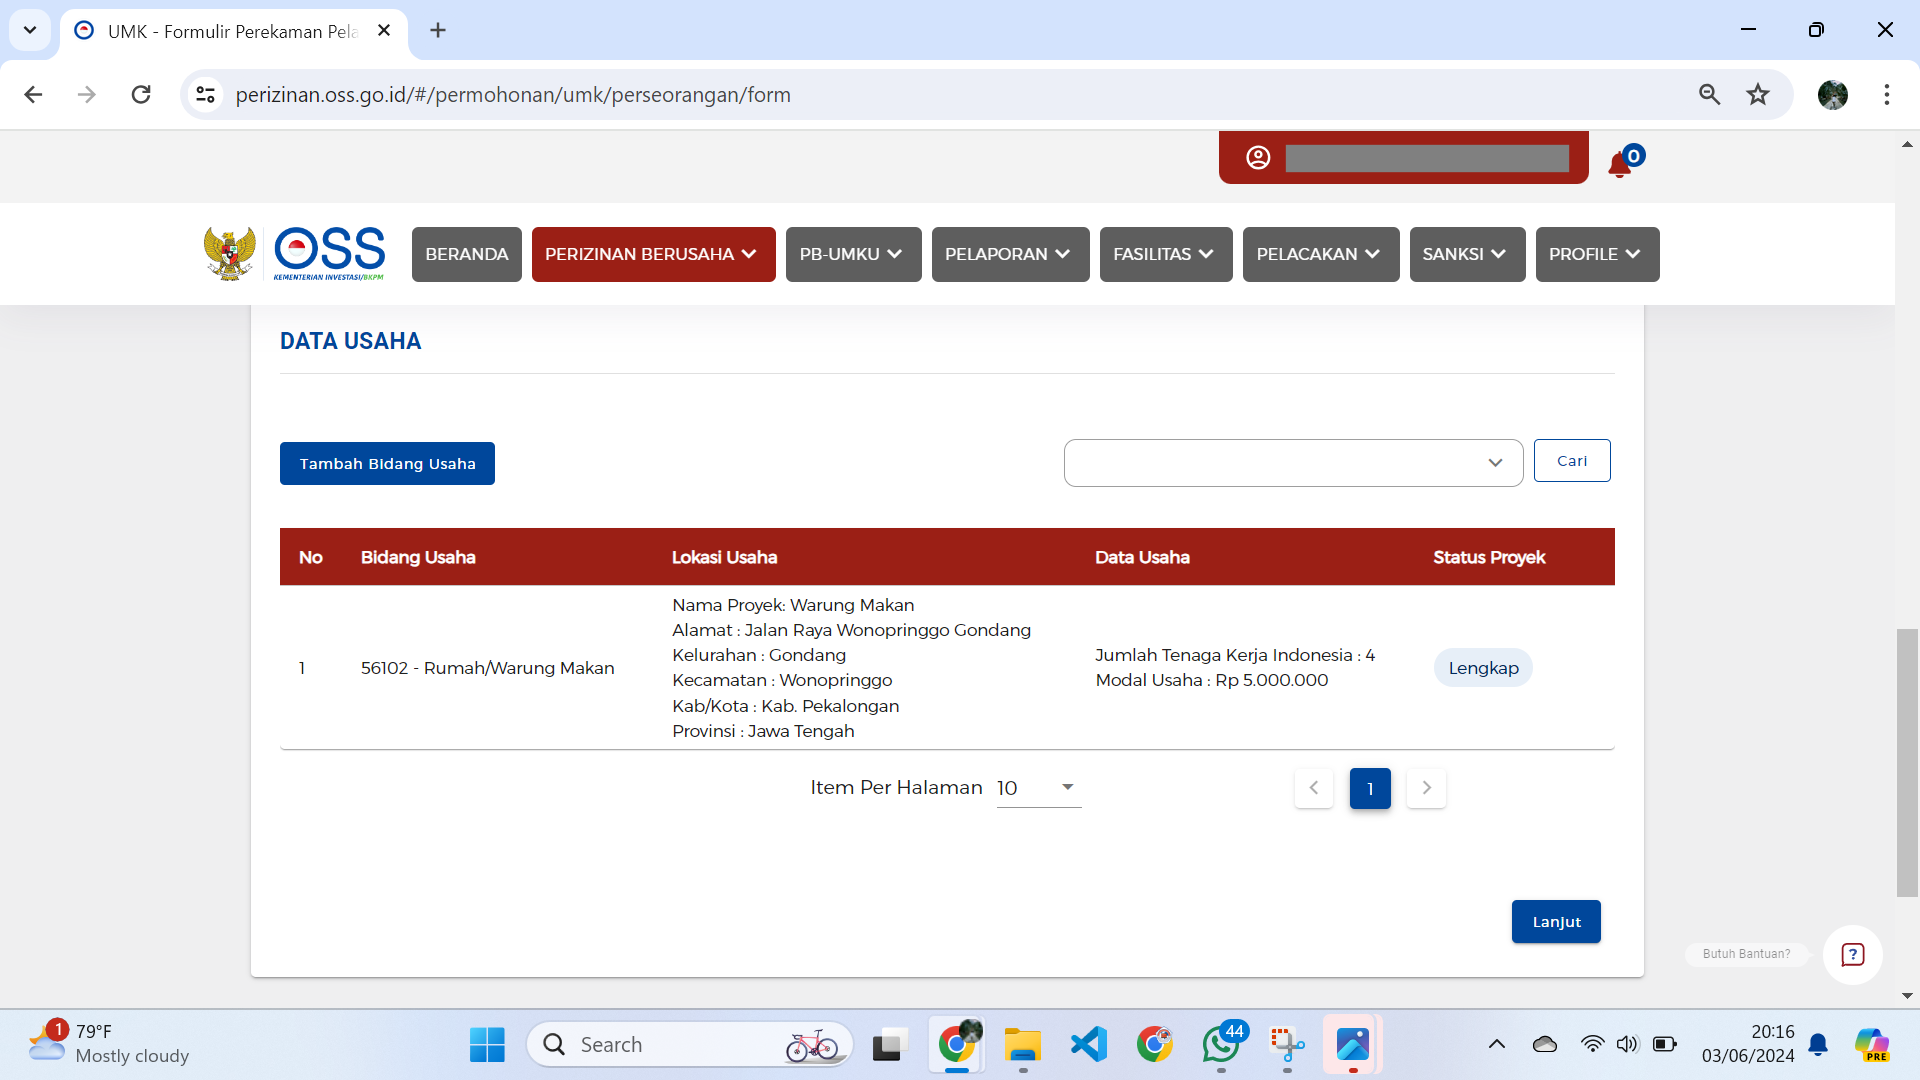 UMK - Formulir Perekaman Pela
perizinan.oss.go.id/#/permohonan/umk/perseorangan/form
0
OSS
KEMENTERIAN INVESTASI/BKPM
BERANDA
PERIZINAN BERUSAHA
PB-UMKU
PELAPORAN
FASILITAS
PELACAKAN
SANKSI
PROFILE
DATA USAHA
Tambah Bidang Usaha
Cari
No Bidang Usaha Lokasi Usaha Data Usaha Status Proyek
Nama Proyek: Warung Makan
Alamat : Jalan Raya Wonopringgo Gondang
Kelurahan : Gondang
Kecamatan : Wonopringgo
Kab/Kota : Kab. Pekalongan
Provinsi : Jawa Tengah
1
56102 - Rumah/Warung Makan
Jumlah Tenaga Kerja Indonesia : 4
Modal Usaha : Rp 5.000.000
Lengkap
Item Per Halaman 10
1
Lanjut
Butuh Bantuan?
?
1
79°F
Mostly cloudy
Search
44
20:16
03/06/2024
PRE